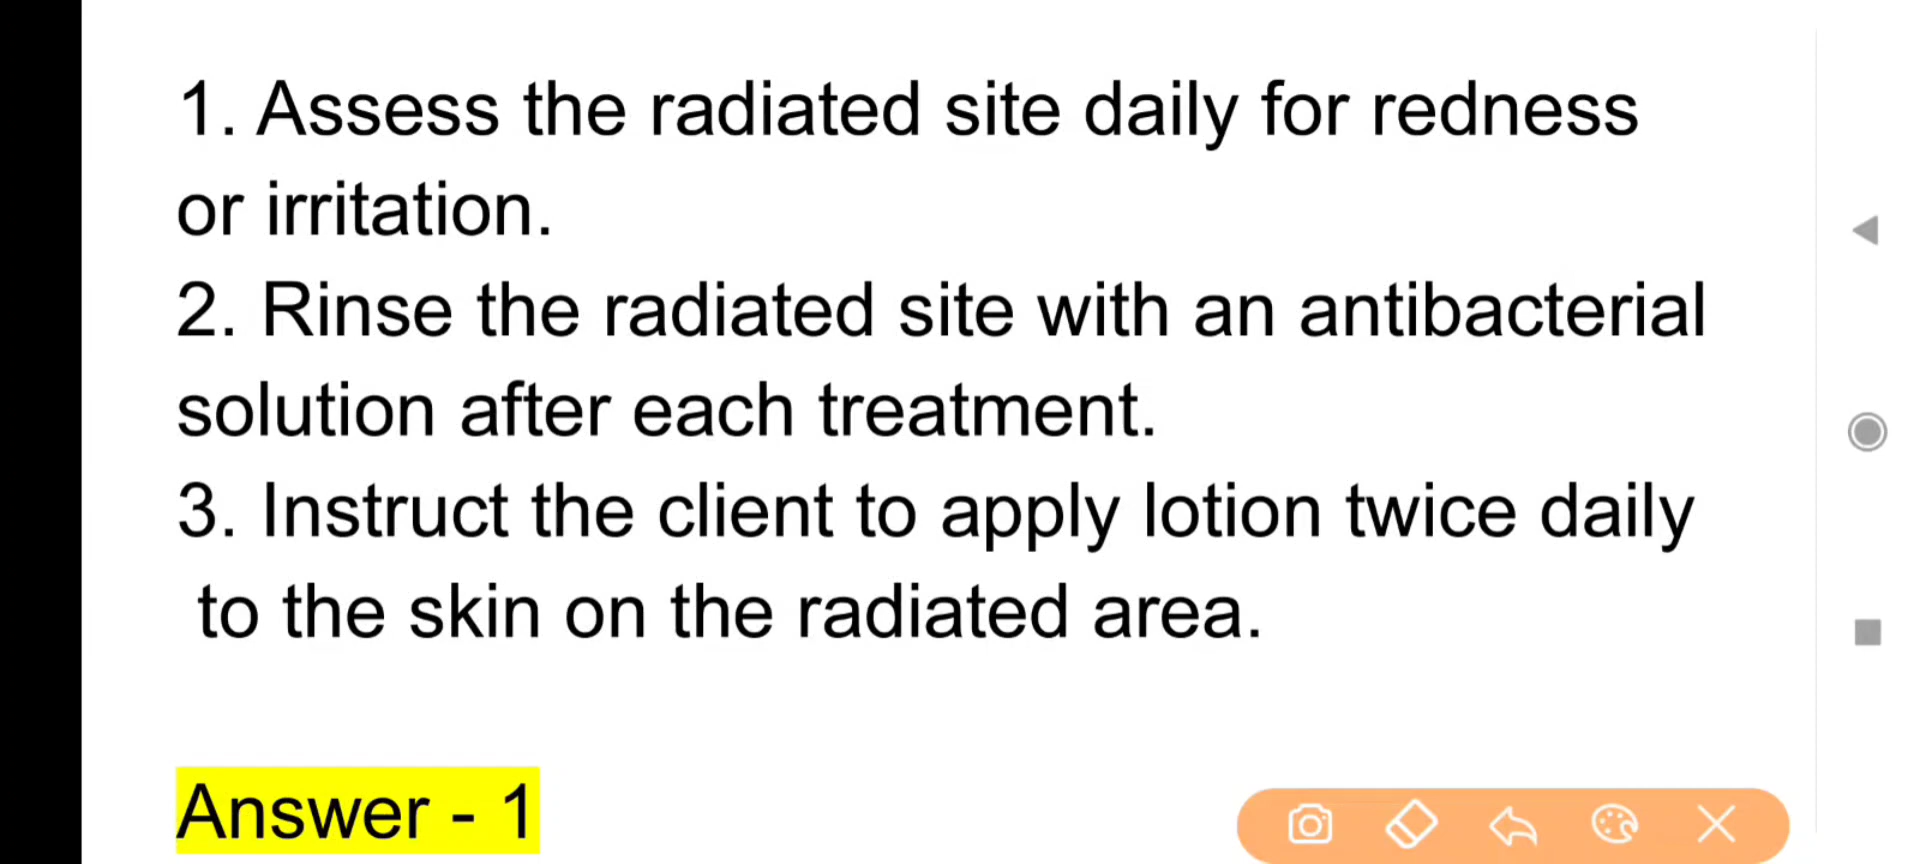 1. Assess the radiated site daily for redness
or irritation.
2. Rinse the radiated site with an antibacterial
solution after each treatment.
3. Instruct the client to apply lotion twice daily
to the skin on the radiated area.
Answer - 1